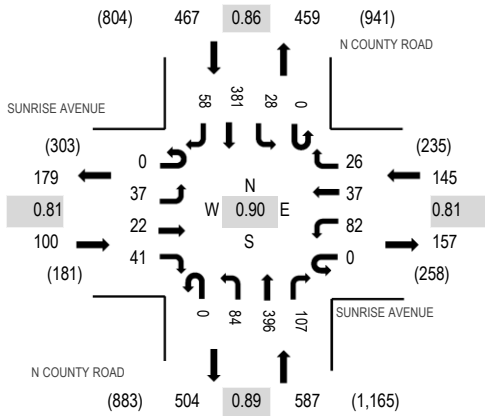 (804) 467 0.86 459 (941)
N COUNTY ROAD
58 381 28 0
SUNRISE AVENUE
(303) (235)
179 0 26 145
0.81 37 N 37 0.81
W 0.90 E
100 22 S 82 157
(181) 41 0 (258)
0 84 396 107
SUNRISE AVENUE
N COUNTY ROAD
(883) 504 0.89 587 (1,165)